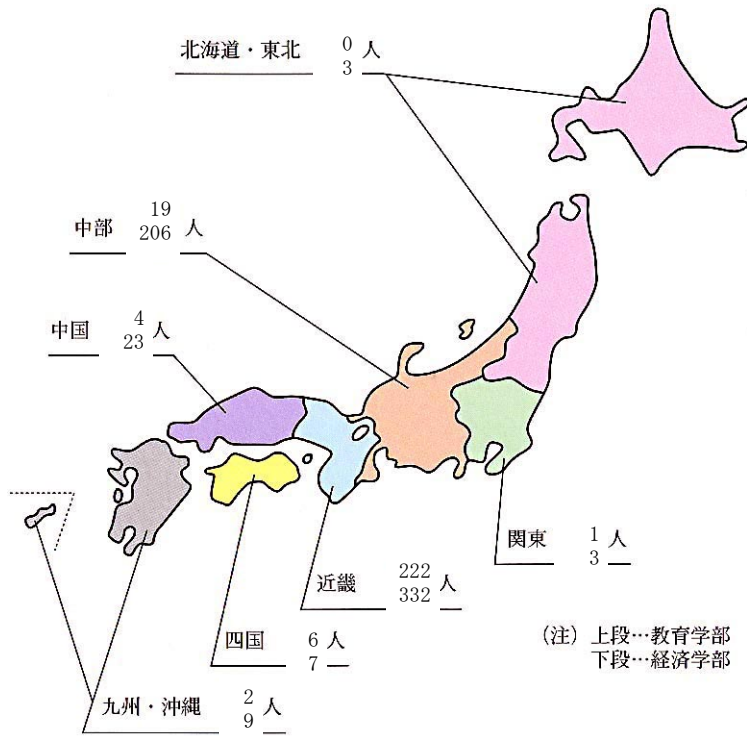 北海道・東北 0 人
3
中部 19 人
206
中国 4 人
23
関東 1 人
3
近畿 222 人
332
四国 6 人
7
九州・沖縄 2 人
9
（注） 上段…教育学部
下段…経済学部